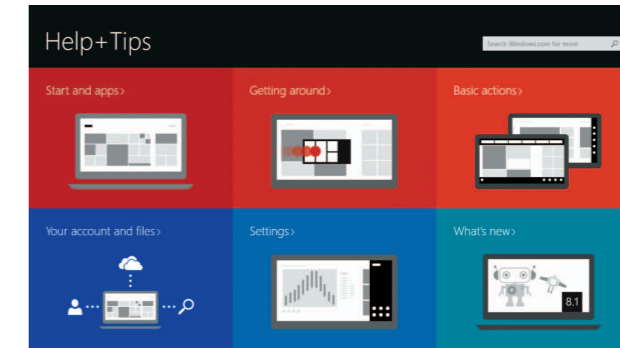 Help+Tips
Search Windows.com for more
Start and apps>
Getting around>
Basic actions>
Your account and files>
Settings>
What's new>
8.1